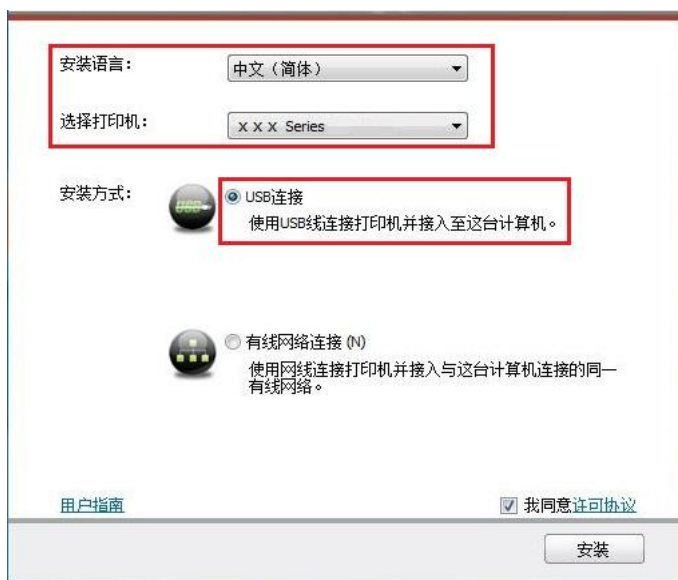 安装语言：
中文（简体）
选择打印机：
x x x Series
安装方式：
USB
USB连接
使用USB线连接打印机并接入至这台计算机。
有线网络连接 (N)
使用网线连接打印机并接入与这台计算机连接的同一
有线网络。
用户指南
我同意许可协议
安装